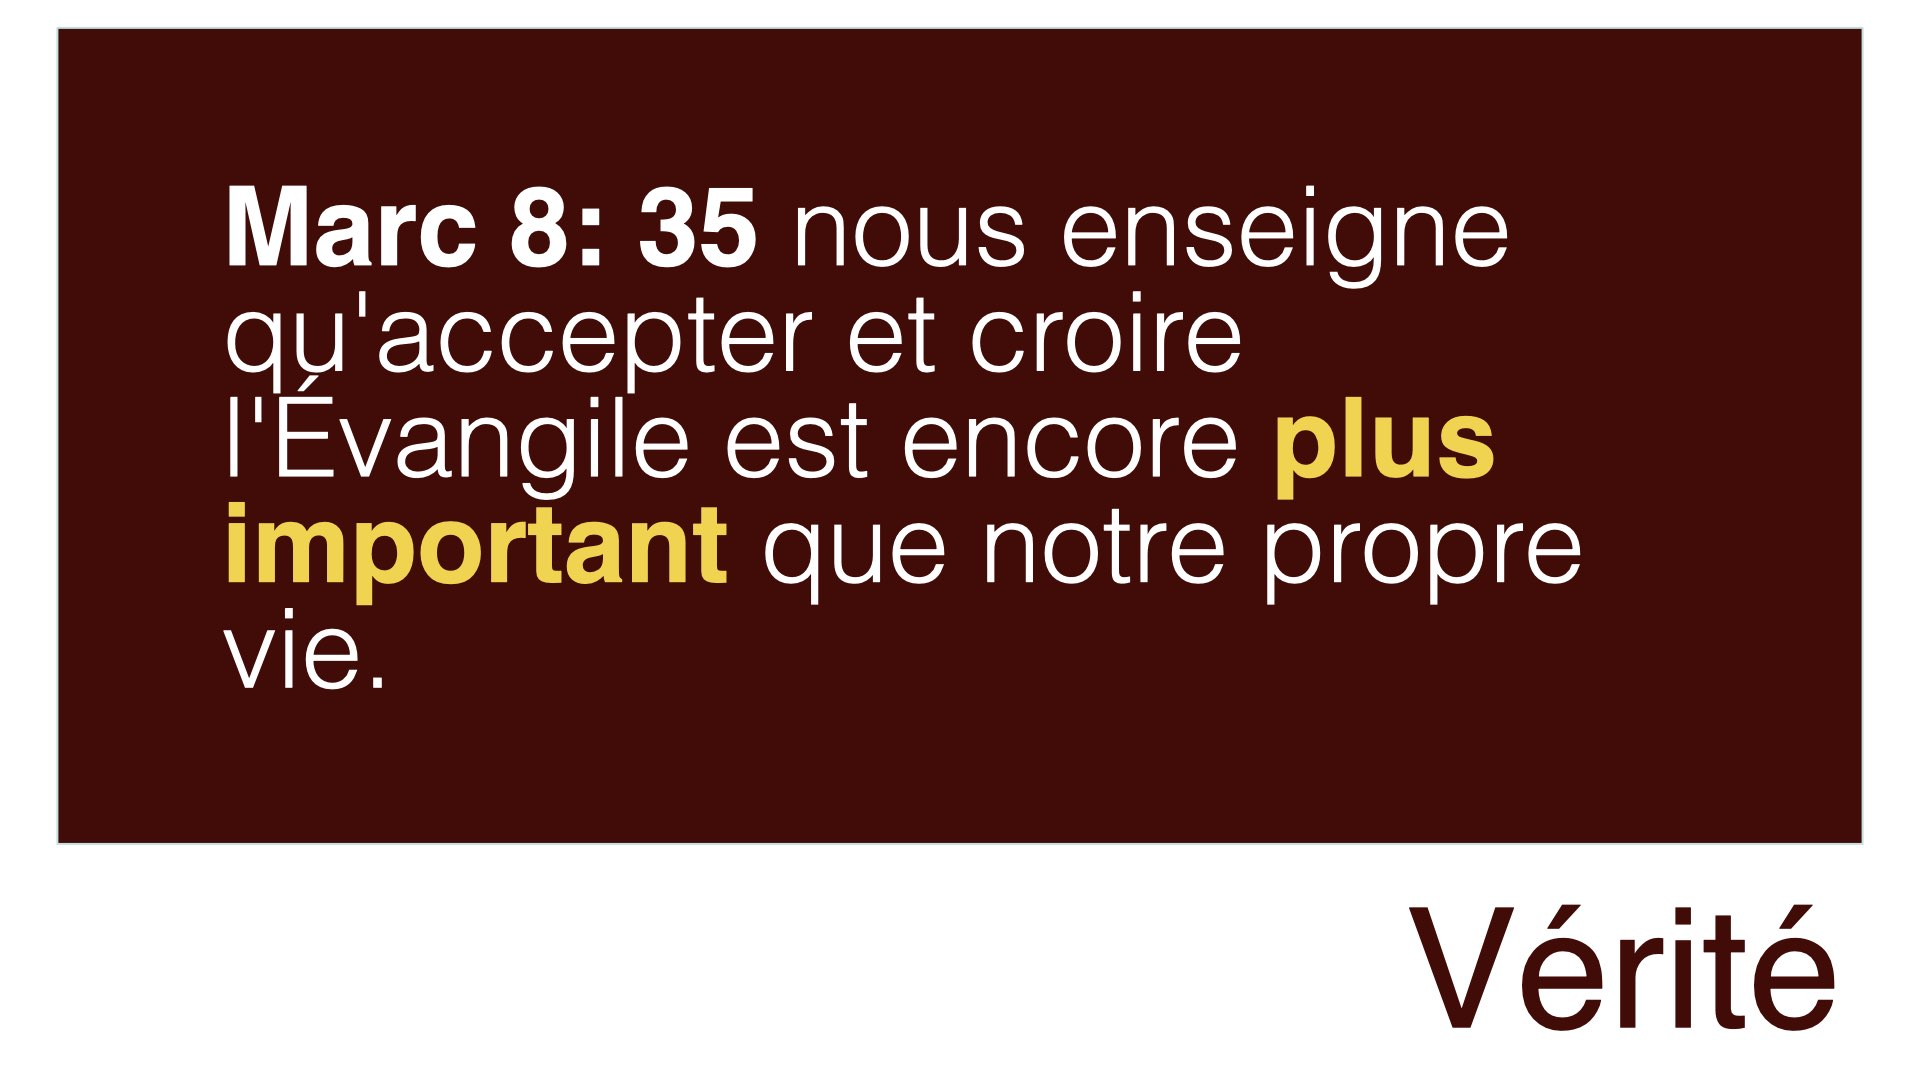 Marc 8: 35 nous enseigne
qu'accepter et croire
l'Évangile est encore plus
important que notre propre
vie.
Vérité